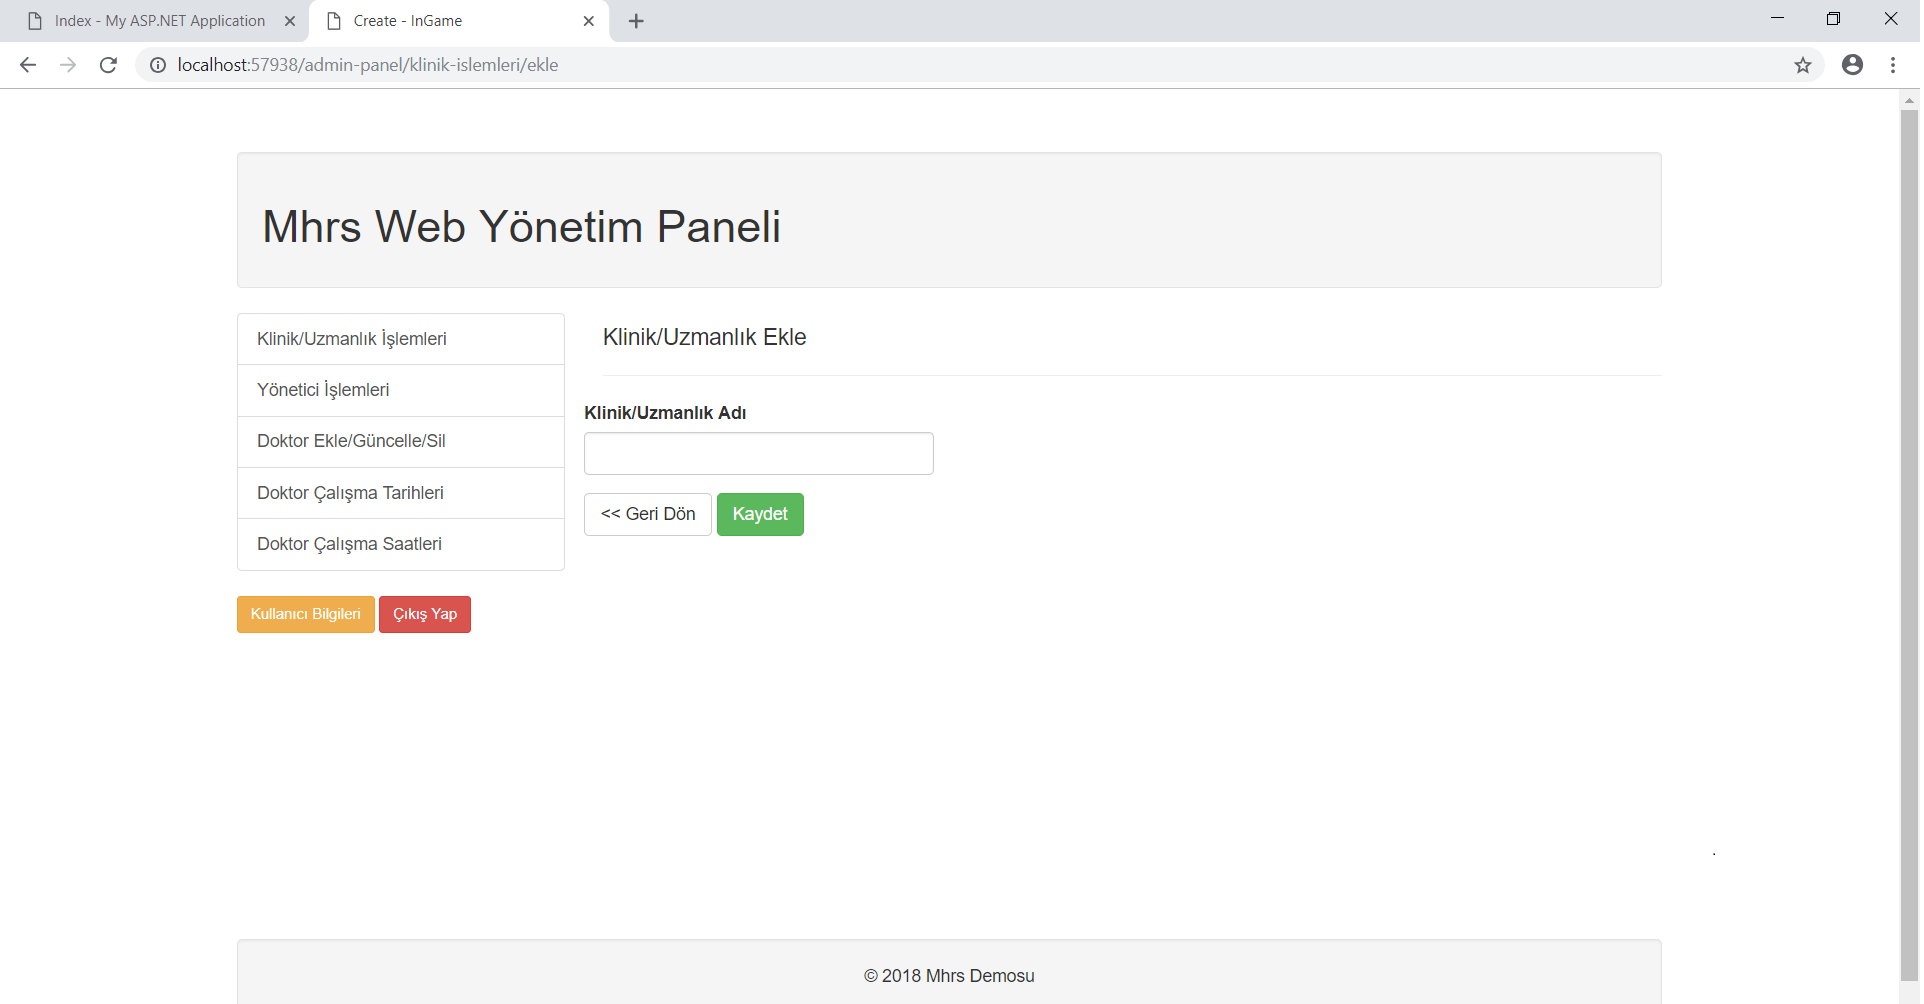 Index - My ASP.NET Application
Create - InGame
localhost:57938/admin-panel/klinik-islemleri/ekle
Mhrs Web Yönetim Paneli
Klinik/Uzmanlık İşlemleri
Yönetici İşlemleri
Doktor Ekle/Güncelle/Sil
Doktor Çalışma Tarihleri
Doktor Çalışma Saatleri
Kullanıcı Bilgileri Çıkış Yap
Klinik/Uzmanlık Ekle
Klinik/Uzmanlık Adı
<< Geri Dön Kaydet
.
© 2018 Mhrs Demosu